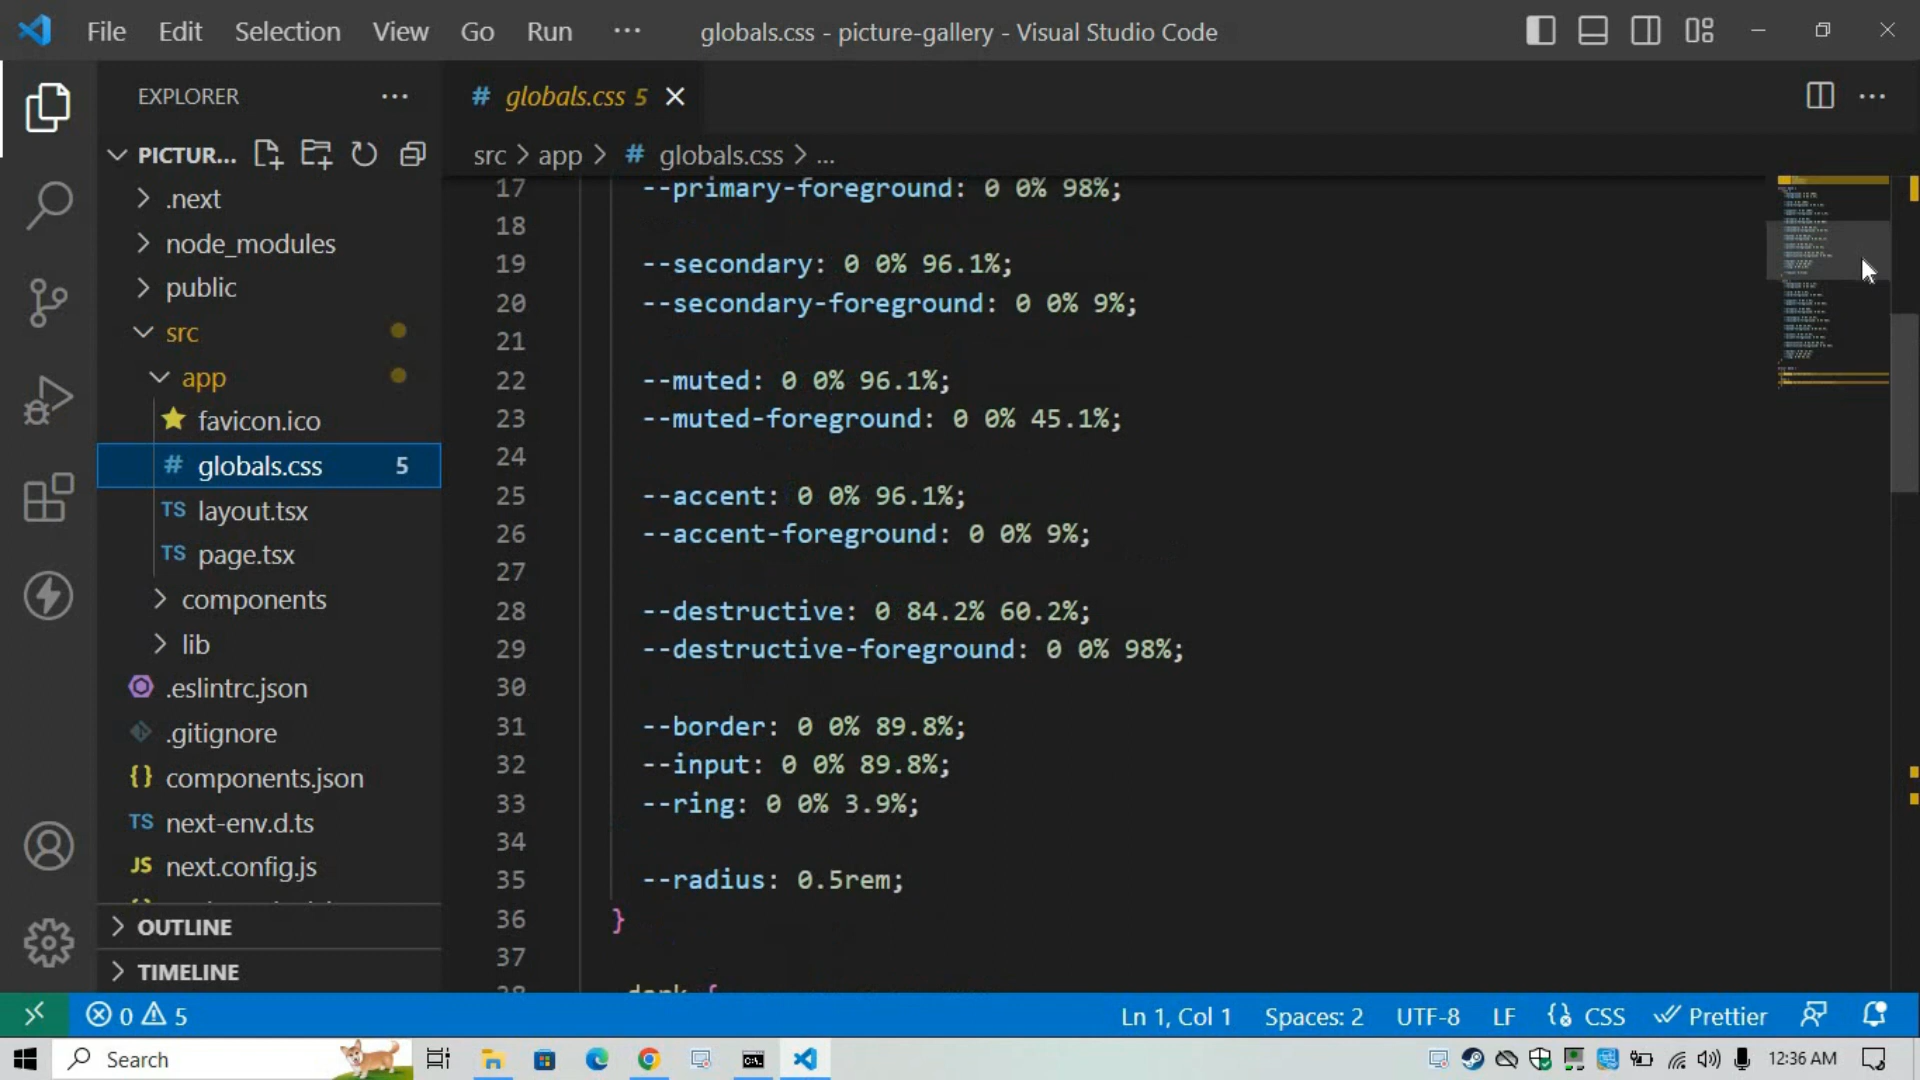 File Edit Selection View Go Run ··· globals.css - picture-gallery - Visual Studio Code
EXPLORER
# globals.css 5
PICTUR...
src > app > # globals.css > ...
.next
node_modules
public
src
app
favicon.ico
# globals.css 5
TS layout.tsx
TS page.tsx
components
lib
.eslintrc.json
.gitignore
{} components.json
TS next-env.d.ts
JS next.config.js
OUTLINE
TIMELINE
17 --primary-foreground: 0 0% 98%;
18
19 --secondary: 0 0% 96.1%;
20 --secondary-foreground: 0 0% 9%;
21
22 --muted: 0 0% 96.1%;
23 --muted-foreground: 0 0% 45.1%;
24
25 --accent: 0 0% 96.1%;
26 --accent-foreground: 0 0% 9%;
27
28 --destructive: 0 84.2% 60.2%;
29 --destructive-foreground: 0 0% 98%;
30
31 --border: 0 0% 89.8%;
32 --input: 0 0% 89.8%;
33 --ring: 0 0% 3.9%;
34
35 --radius: 0.5rem;
36 }
37
38 .dark {
0 5 Ln 1, Col 1 Spaces: 2 UTF-8 LF CSS Prettier
Search 12:36 AM